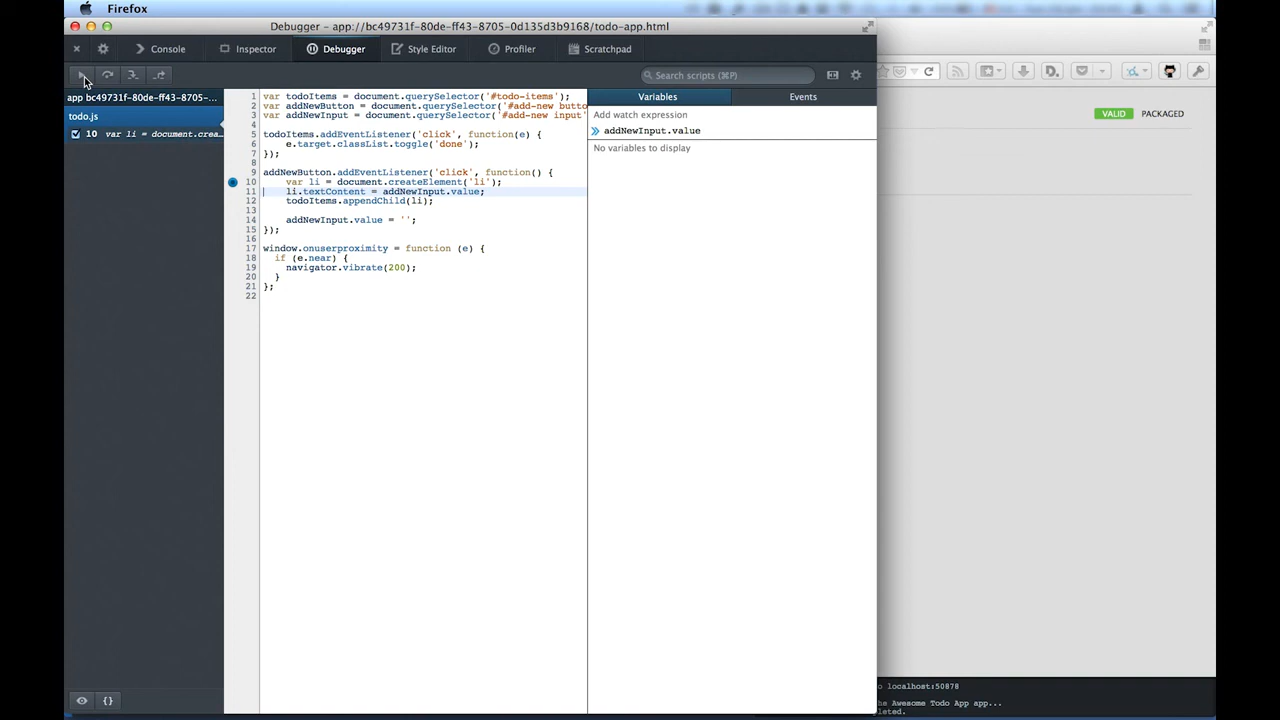 Firefox
Debugger – app://bc49731f-80de-ff43-8705-0d135d3b9168/todo-app.html
Console
Inspector
Debugger
Style Editor
Profiler
Scratchpad
Search scripts (⌘P)
app bc49731f-80de-ff43-8705-...
todo.js
10 var li = document.crea...
1 var todoItems = document.querySelector('#todo-items');
2 var addNewButton = document.querySelector('#add-new butto
3 var addNewInput = document.querySelector('#add-new input'
4
5 todoItems.addEventListener('click', function(e) {
6 e.target.classList.toggle('done');
7 });
8
9 addNewButton.addEventListener('click', function() {
10 var li = document.createElement('li');
11 li.textContent = addNewInput.value;
12 todoItems.appendChild(li);
13
14 addNewInput.value = '';
15 });
16
17 window.onuserproximity = function (e) {
18 if (e.near) {
19 navigator.vibrate(200);
20 }
21 };
22
Variables
Events
Add watch expression
addNewInput.value
No variables to display
{}
D.
VALID
PACKAGED
o localhost:50878
he Awesome Todo App app...
leted.